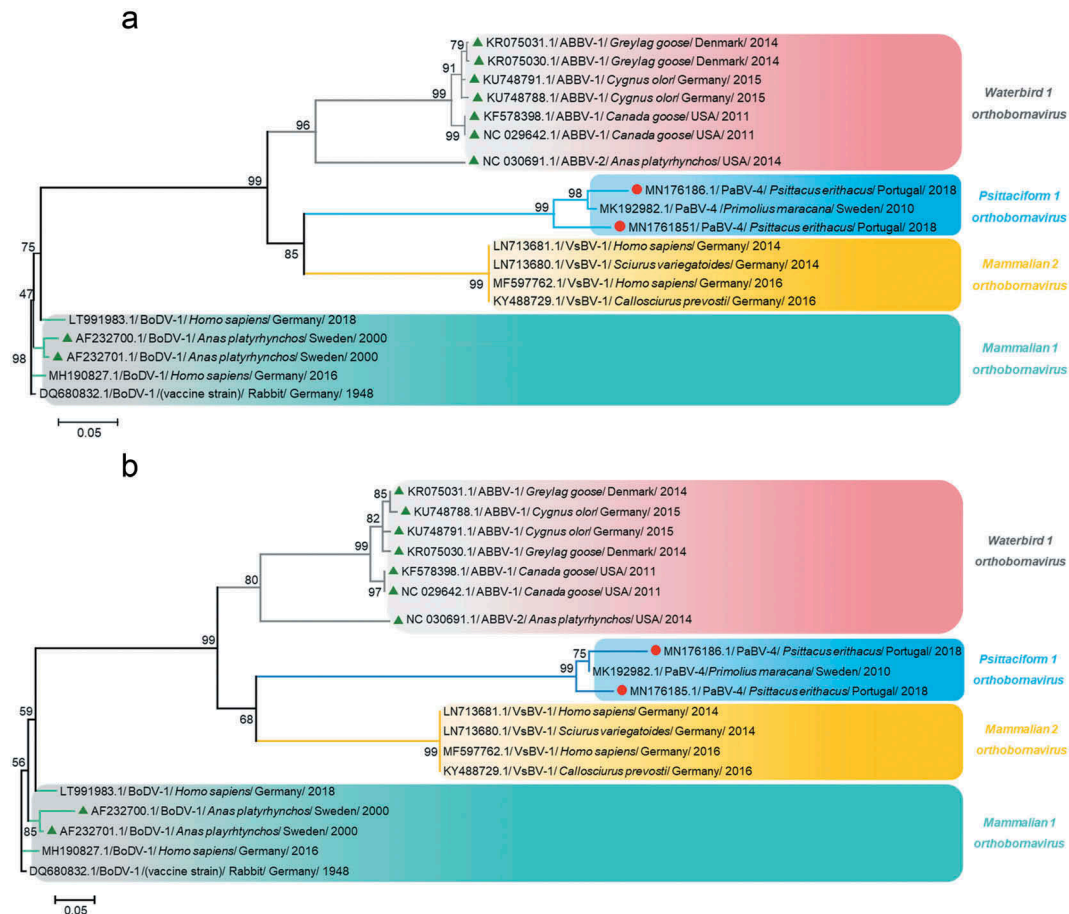 a
79 KR075031.1/ ABBV-1/ Greylag goose/ Denmark/ 2014
KR075030.1/ ABBV-1/ Greylag goose/ Denmark/ 2014
91
KU748791.1/ ABBV-1/ Cygnus olor/ Germany/ 2015
99
KU748788.1/ ABBV-1/ Cygnus olor/ Germany/ 2015
Waterbird 1
orthobornavirus
KF578398.1/ ABBV-1/ Canada goose/ USA/ 2011
96
99 NC 029642.1/ ABBV-1/ Canada goose/ USA/ 2011
NC 030691.1/ ABBV-2/ Anas platyrhynchos/ USA/ 2014
99
98 MN176186.1/ PaBV-4/ Psittacus erithacus/ Portugal/ 2018
Psittaciform 1
orthobornavirus
99 MK192982.1/ PaBV-4 /Primolius maracana/ Sweden/ 2010
MN1761851/ PaBV-4/ Psittacus erithacus/ Portugal/ 2018
75
85
LN713681.1/ VsBV-1/ Homo sapiens/ Germany/ 2014
LN713680.1/ VsBV-1/ Sciurus variegatoides/ Germany/ 2014
Mammalian 2
orthobornavirus
99 MF597762.1/ VsBV-1/ Homo sapiens/ Germany/ 2016
KY488729.1/ VsBV-1/ Callosciurus prevosti/ Germany/ 2016
47
LT991983.1/ BoDV-1/ Homo sapiens/ Germany/ 2018
AF232700.1/ BoDV-1/ Anas platyrhynchos/ Sweden/ 2000
Mammalian 1
orthobornavirus
98
AF232701.1/ BoDV-1/ Anas platyrhynchos/ Sweden/ 2000
MH190827.1/ BoDV-1/ Homo sapiens/ Germany/ 2016
DQ680832.1/ BoDV-1/ (vaccine strain)/ Rabbit/ Germany/ 1948
0.05
b
85 KR075031.1/ ABBV-1/ Greylag goose/ Denmark/ 2014
KU748788.1/ ABBV-1/ Cygnus olor/ Germany/ 2015
82
KU748791.1/ ABBV-1/ Cygnus olor/ Germany/ 2015
99
KR075030.1/ ABBV-1/ Greylag goose/ Denmark/ 2014
Waterbird 1
orthobornavirus
KF578398.1/ ABBV-1/ Canada goose/ USA/ 2011
80
97 NC 029642.1/ ABBV-1/ Canada goose/ USA/ 2011
NC 030691.1/ ABBV-2/ Anas platyrhynchos/ USA/ 2014
99
75 MN176186.1/ PaBV-4/ Psittacus erithacus/ Portugal/ 2018
Psittaciform 1
orthobornavirus
99 MK192982.1/ PaBV-4/Primolius maracana/ Sweden/ 2010
MN176185.1/ PaBV-4/ Psittacus erithacus/ Portugal/ 2018
59
68
LN713681.1/ VsBV-1/ Homo sapiens/ Germany/ 2014
LN713680.1/ VsBV-1/ Sciurus variegatoides/ Germany/ 2014
Mammalian 2
orthobornavirus
99 MF597762.1/ VsBV-1/ Homo sapiens/ Germany/ 2016
KY488729.1/ VsBV-1/ Callosciurus prevosti/ Germany/ 2016
56
LT991983.1/ BoDV-1/ Homo sapiens/ Germany/ 2018
AF232700.1/ BoDV-1/ Anas platyrhynchos/ Sweden/ 2000
Mammalian 1
orthobornavirus
85
AF232701.1/ BoDV-1/ Anas playrhtynchos/ Sweden/ 2000
MH190827.1/ BoDV-1/ Homo sapiens/ Germany/ 2016
DQ680832.1/ BoDV-1/ (vaccine strain)/ Rabbit/ Germany/ 1948
0.05